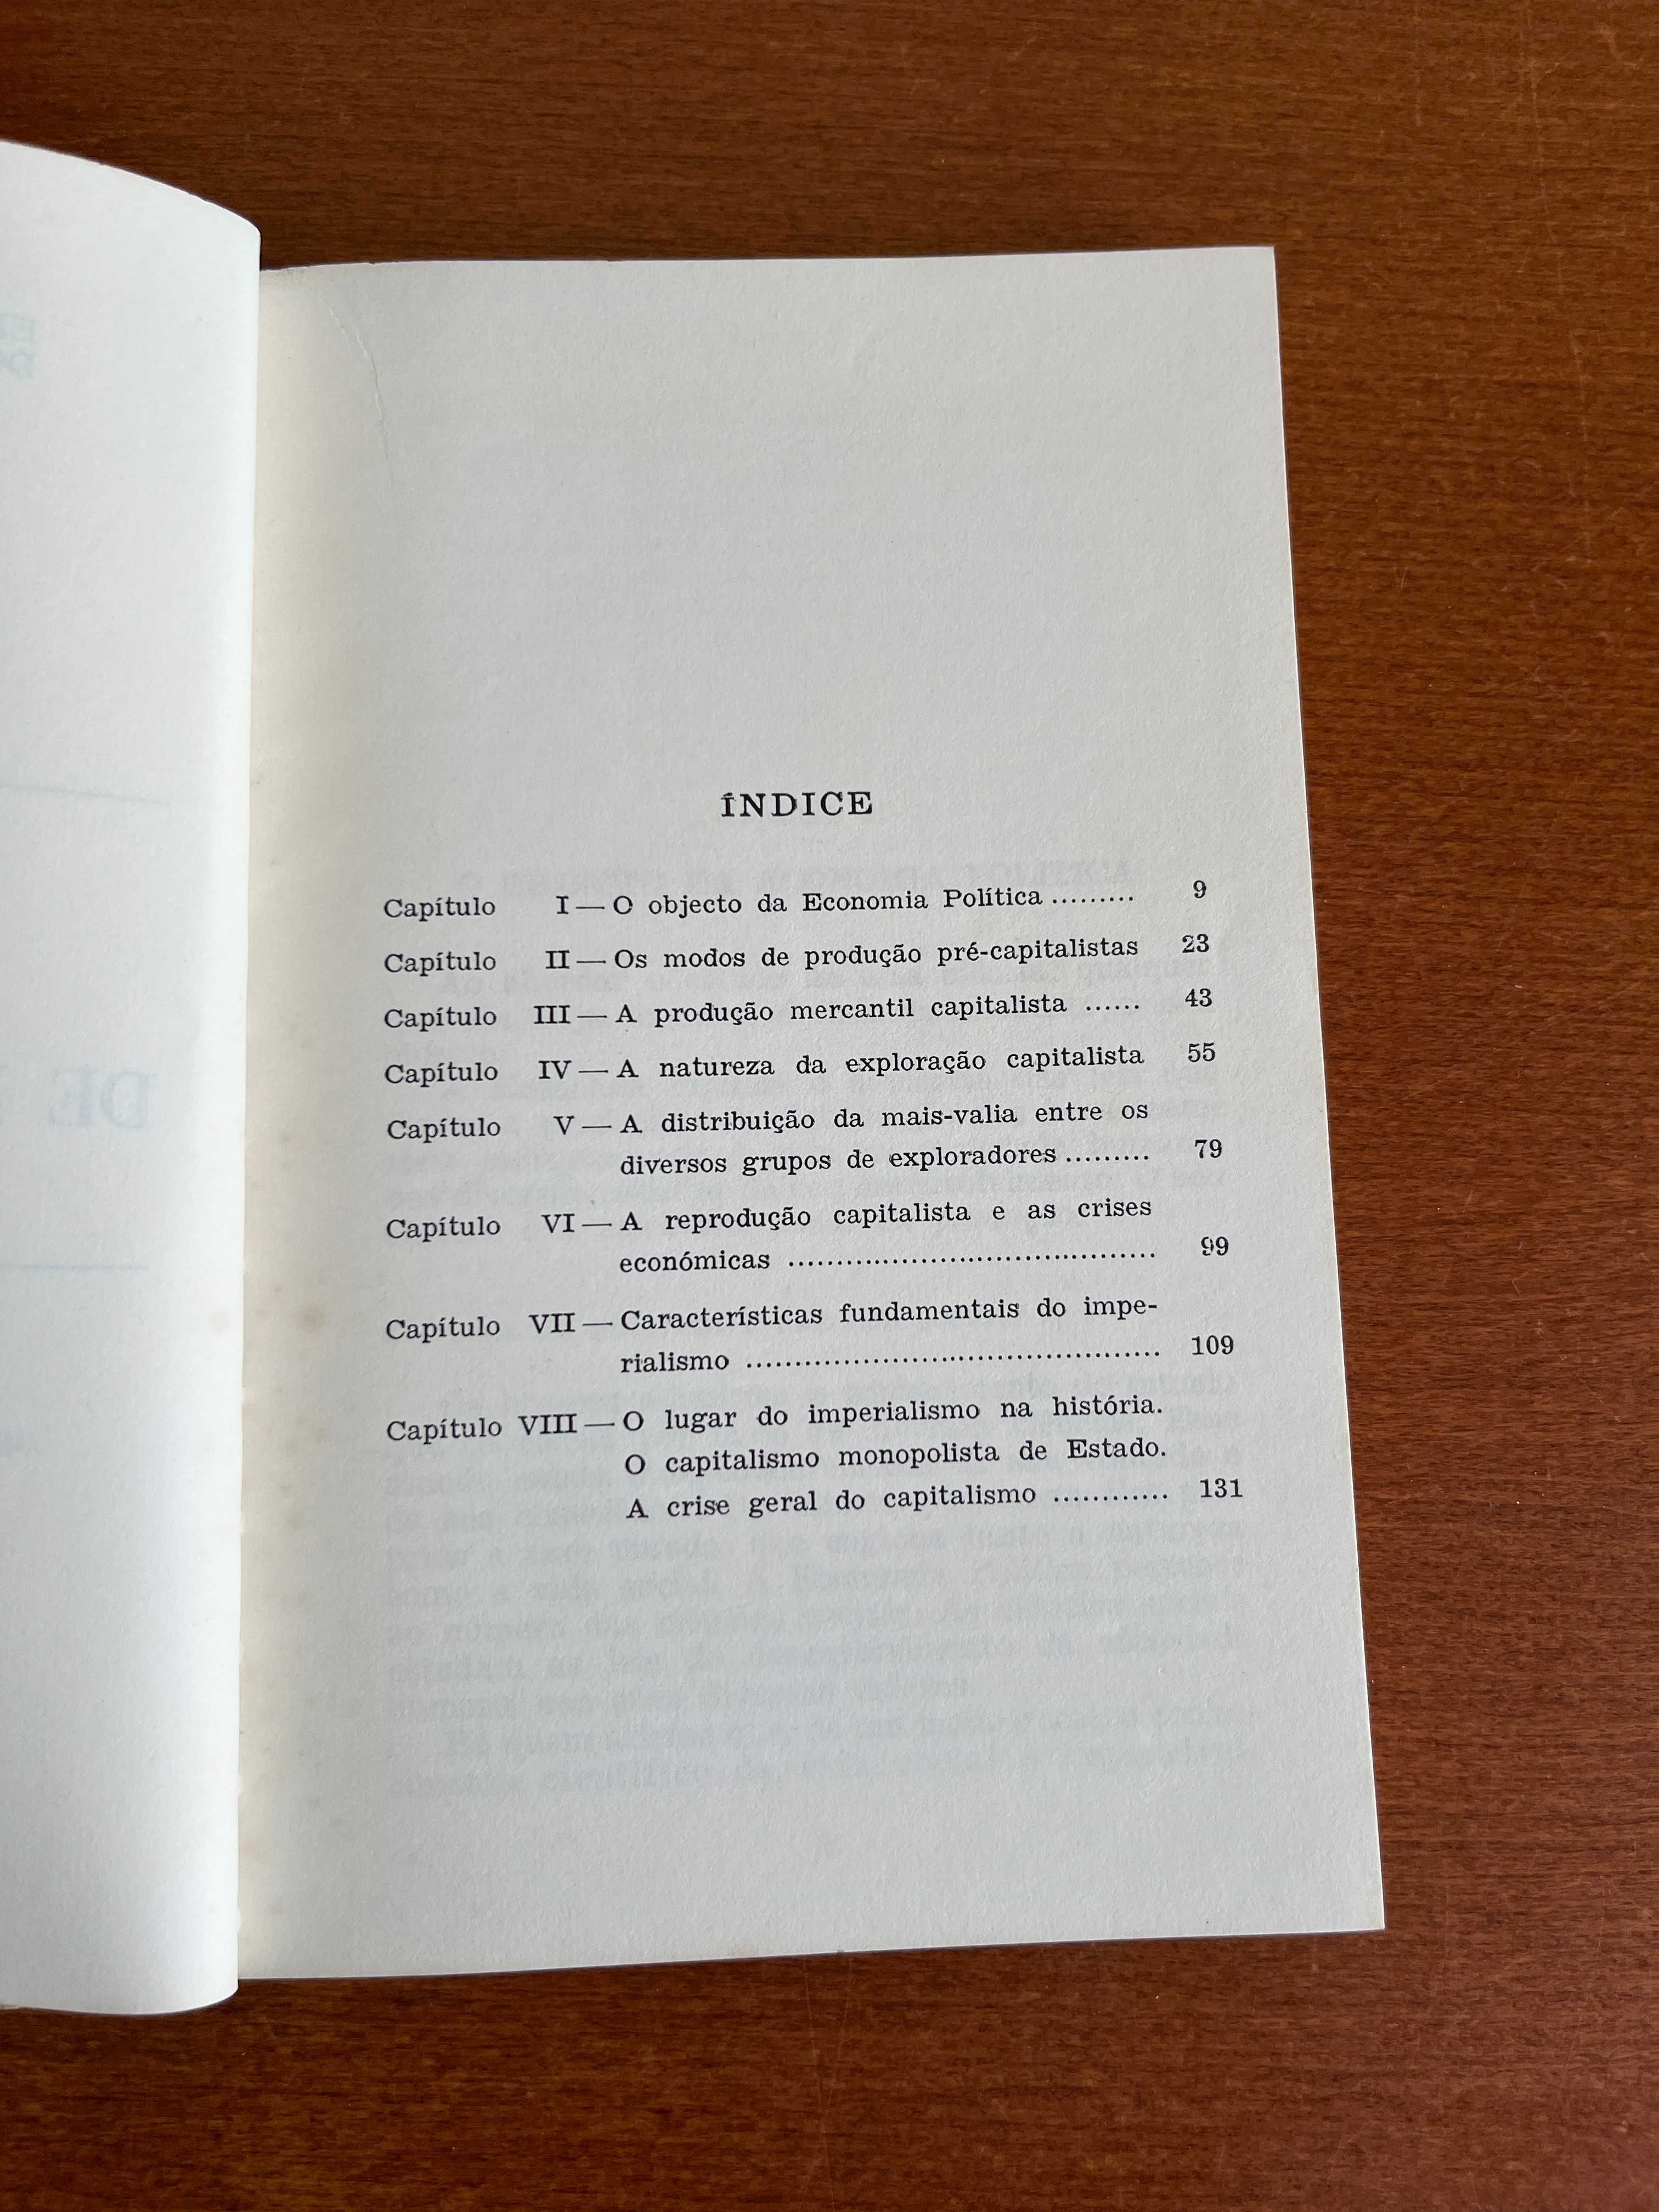 ÍNDICE
Capítulo I — O objecto da Economia Política ......... 9
Capítulo II — Os modos de produção pré-capitalistas 23
Capítulo III — A produção mercantil capitalista ...... 43
Capítulo IV — A natureza da exploração capitalista 55
Capítulo V — A distribuição da mais-valia entre os
diversos grupos de exploradores ......... 79
Capítulo VI — A reprodução capitalista e as crises
económicas ....................................... 99
Capítulo VII — Características fundamentais do impe-
rialismo ............................................ 109
Capítulo VIII — O lugar do imperialismo na história.
O capitalismo monopolista de Estado.
A crise geral do capitalismo ............ 131
DE